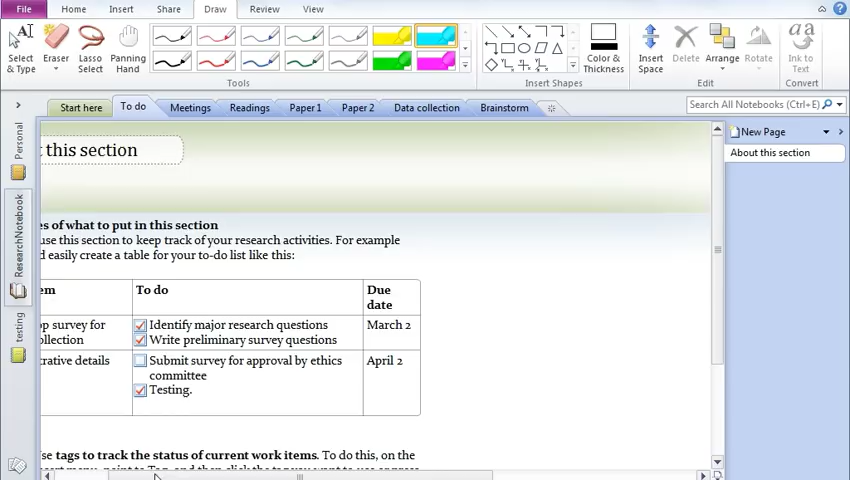 File Home Insert Share Draw Review View
Select & Type Eraser Lasso Select Panning Hand Color & Thickness Insert Space Delete Arrange Rotate Ink to Text
Tools Insert Shapes Edit Convert
Start here To do Meetings Readings Paper 1 Paper 2 Data collection Brainstorm Search All Notebooks (Ctrl+E)
Personal
ResearchNotebook
testing
New Page
About this section
t this section
es of what to put in this section
use this section to keep track of your research activities. For example
d easily create a table for your to-do list like this:
em To do Due date
op survey for Identify major research questions March 2
ollection Write preliminary survey questions
trative details Submit survey for approval by ethics April 2
committee
Testing.
se tags to track the status of current work items. To do this, on the